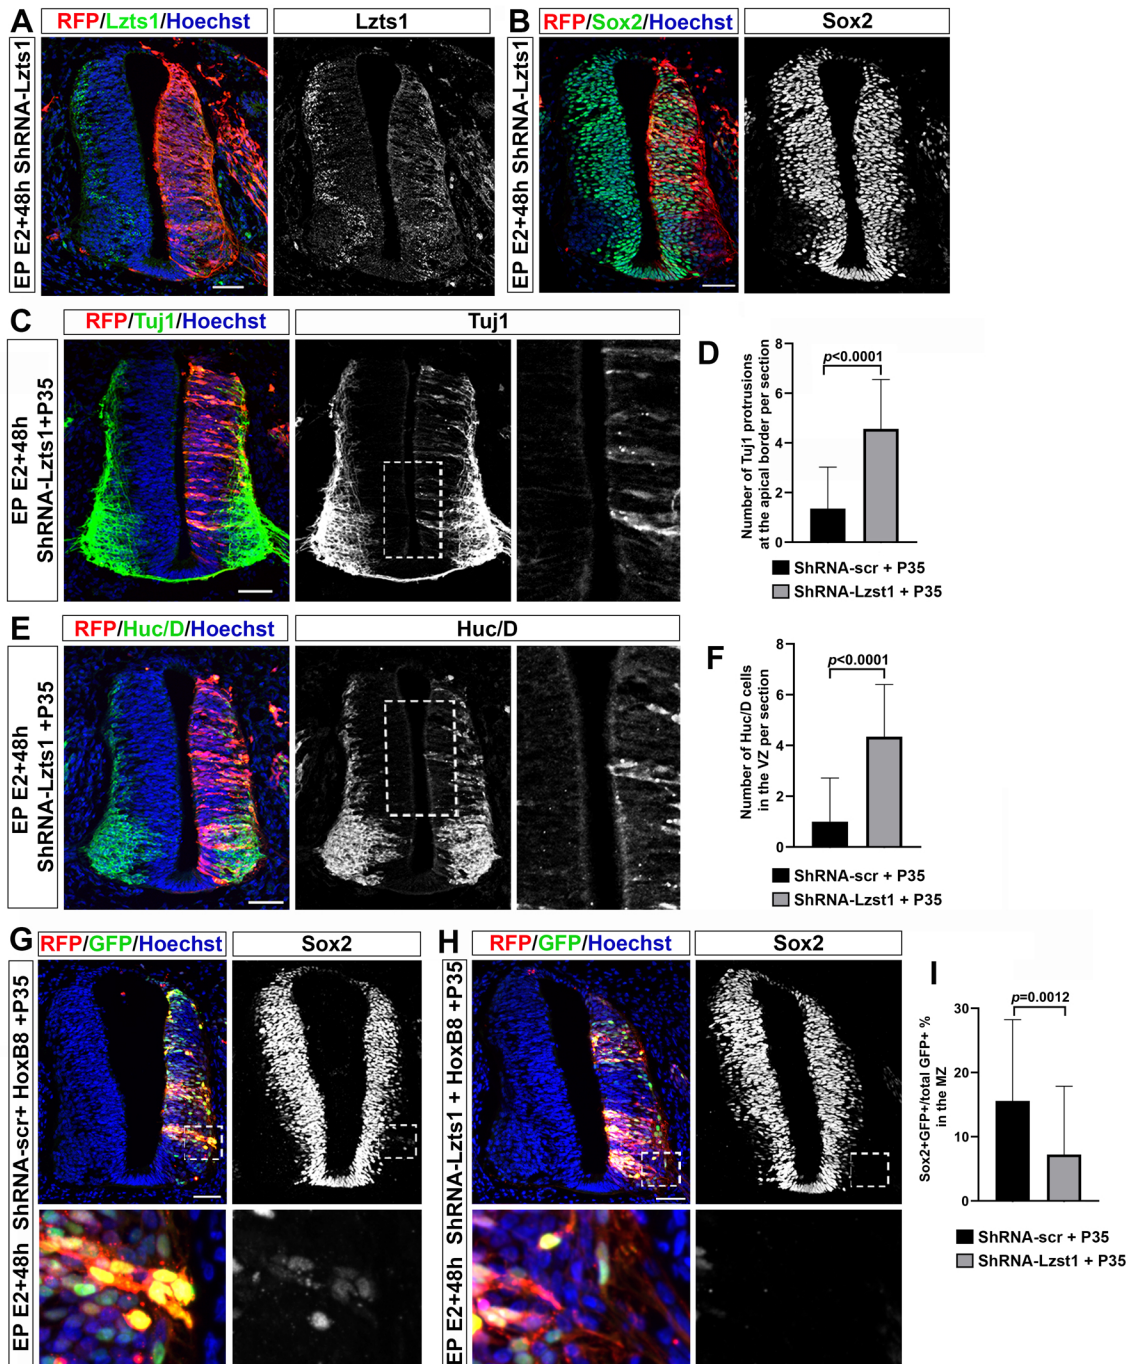 A
RFP/Lzts1/Hoechst
Lzts1
EP E2+48h ShRNA-Lzts1
B
RFP/Sox2/Hoechst
Sox2
EP E2+48h ShRNA-Lzts1
C
RFP/Tuj1/Hoechst
Tuj1
EP E2+48h
ShRNA-Lzts1+P35
D
Number of Tuj1 protrusions
at the apical border per section
8
6
4
2
0
p<0.0001
ShRNA-scr + P35
ShRNA-Lzst1 + P35
E
RFP/Huc/D/Hoechst
Huc/D
EP E2+48h
ShRNA-Lzts1 +P35
F
Number of Huc/D cells
in the VZ per section
8
6
4
2
0
p<0.0001
ShRNA-scr + P35
ShRNA-Lzst1 + P35
G
RFP/GFP/Hoechst
Sox2
EP E2+48h ShRNA-scr+ HoxB8 +P35
H
RFP/GFP/Hoechst
Sox2
EP E2+48h ShRNA-Lzts1 + HoxB8 +P35
I
Sox2+GFP+/total GFP+ %
in the MZ
30
20
10
0
p=0.0012
ShRNA-scr + P35
ShRNA-Lzst1 + P35